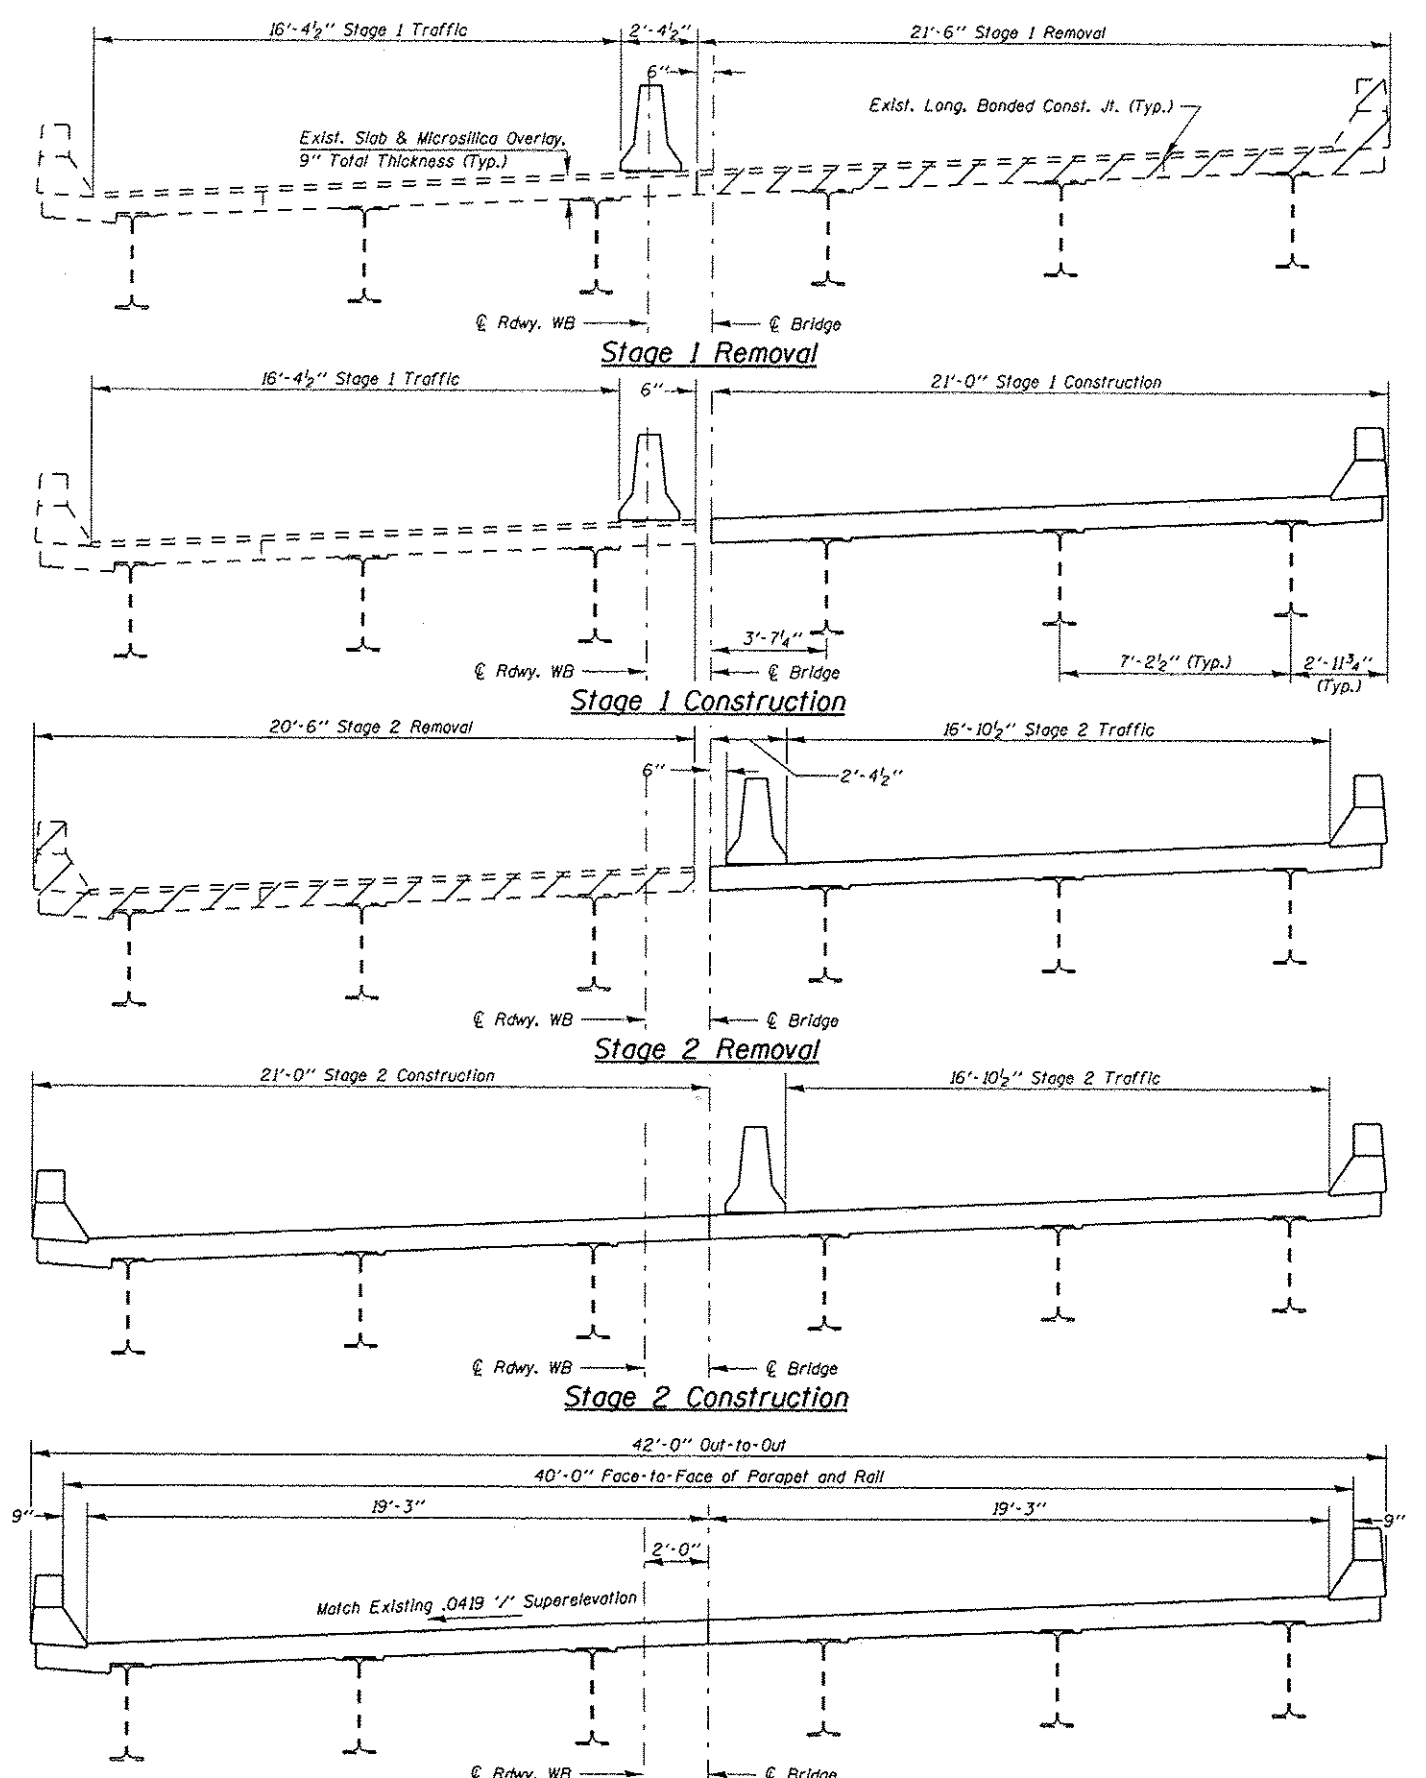 16'-4½" Stage 1 Traffic
2'-4½"
21'-6" Stage 1 Removal
6"
Exist. Long. Bonded Const. Jt. (Typ.)
Exist. Slab & Microsilica Overlay,
9" Total Thickness (Typ.)
℄ Rdwy. WB
℄ Bridge
Stage 1 Removal
16'-4½" Stage 1 Traffic
6"
21'-0" Stage 1 Construction
3'-7¼"
℄ Rdwy. WB
℄ Bridge
7'-2½" (Typ.)
2'-11¾"
(Typ.)
Stage 1 Construction
20'-6" Stage 2 Removal
16'-10½" Stage 2 Traffic
6"
2'-4½"
℄ Rdwy. WB
℄ Bridge
Stage 2 Removal
21'-0" Stage 2 Construction
16'-10½" Stage 2 Traffic
℄ Rdwy. WB
℄ Bridge
Stage 2 Construction
42'-0" Out-to-Out
40'-0" Face-to-Face of Parapet and Rail
9"
19'-3"
19'-3"
9"
2'-0"
Match Existing .0419 '/' Superelevation
℄ Rdwy. WB
℄ Bridge